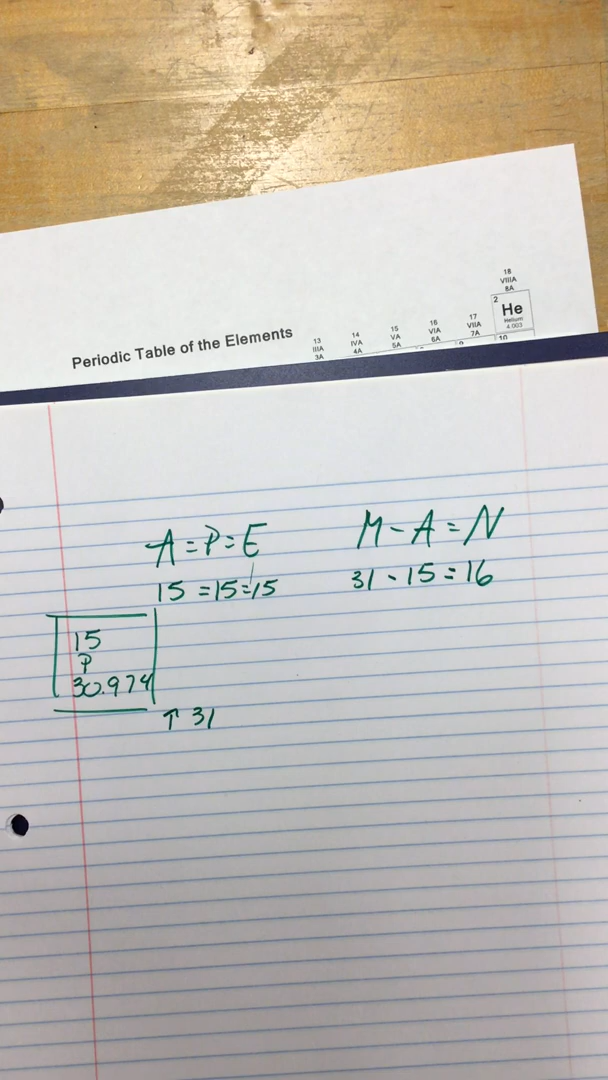 18
VIIIA
8A
2
He
Helium
4.003
10
17
VIIA
7A
9
16
VIA
6A
15
VA
5A
14
IVA
4A
13
IIIA
3A
Periodic Table of the Elements
A = P = E
15 = 15 = 15
M - A = N
31 - 15 = 16
15
P
30.974
↑ 31